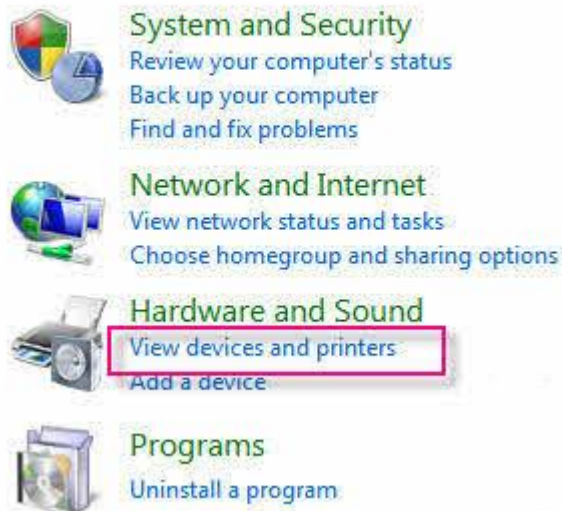 System and Security
Review your computer's status
Back up your computer
Find and fix problems
Network and Internet
View network status and tasks
Choose homegroup and sharing options
Hardware and Sound
View devices and printers
Add a device
Programs
Uninstall a program